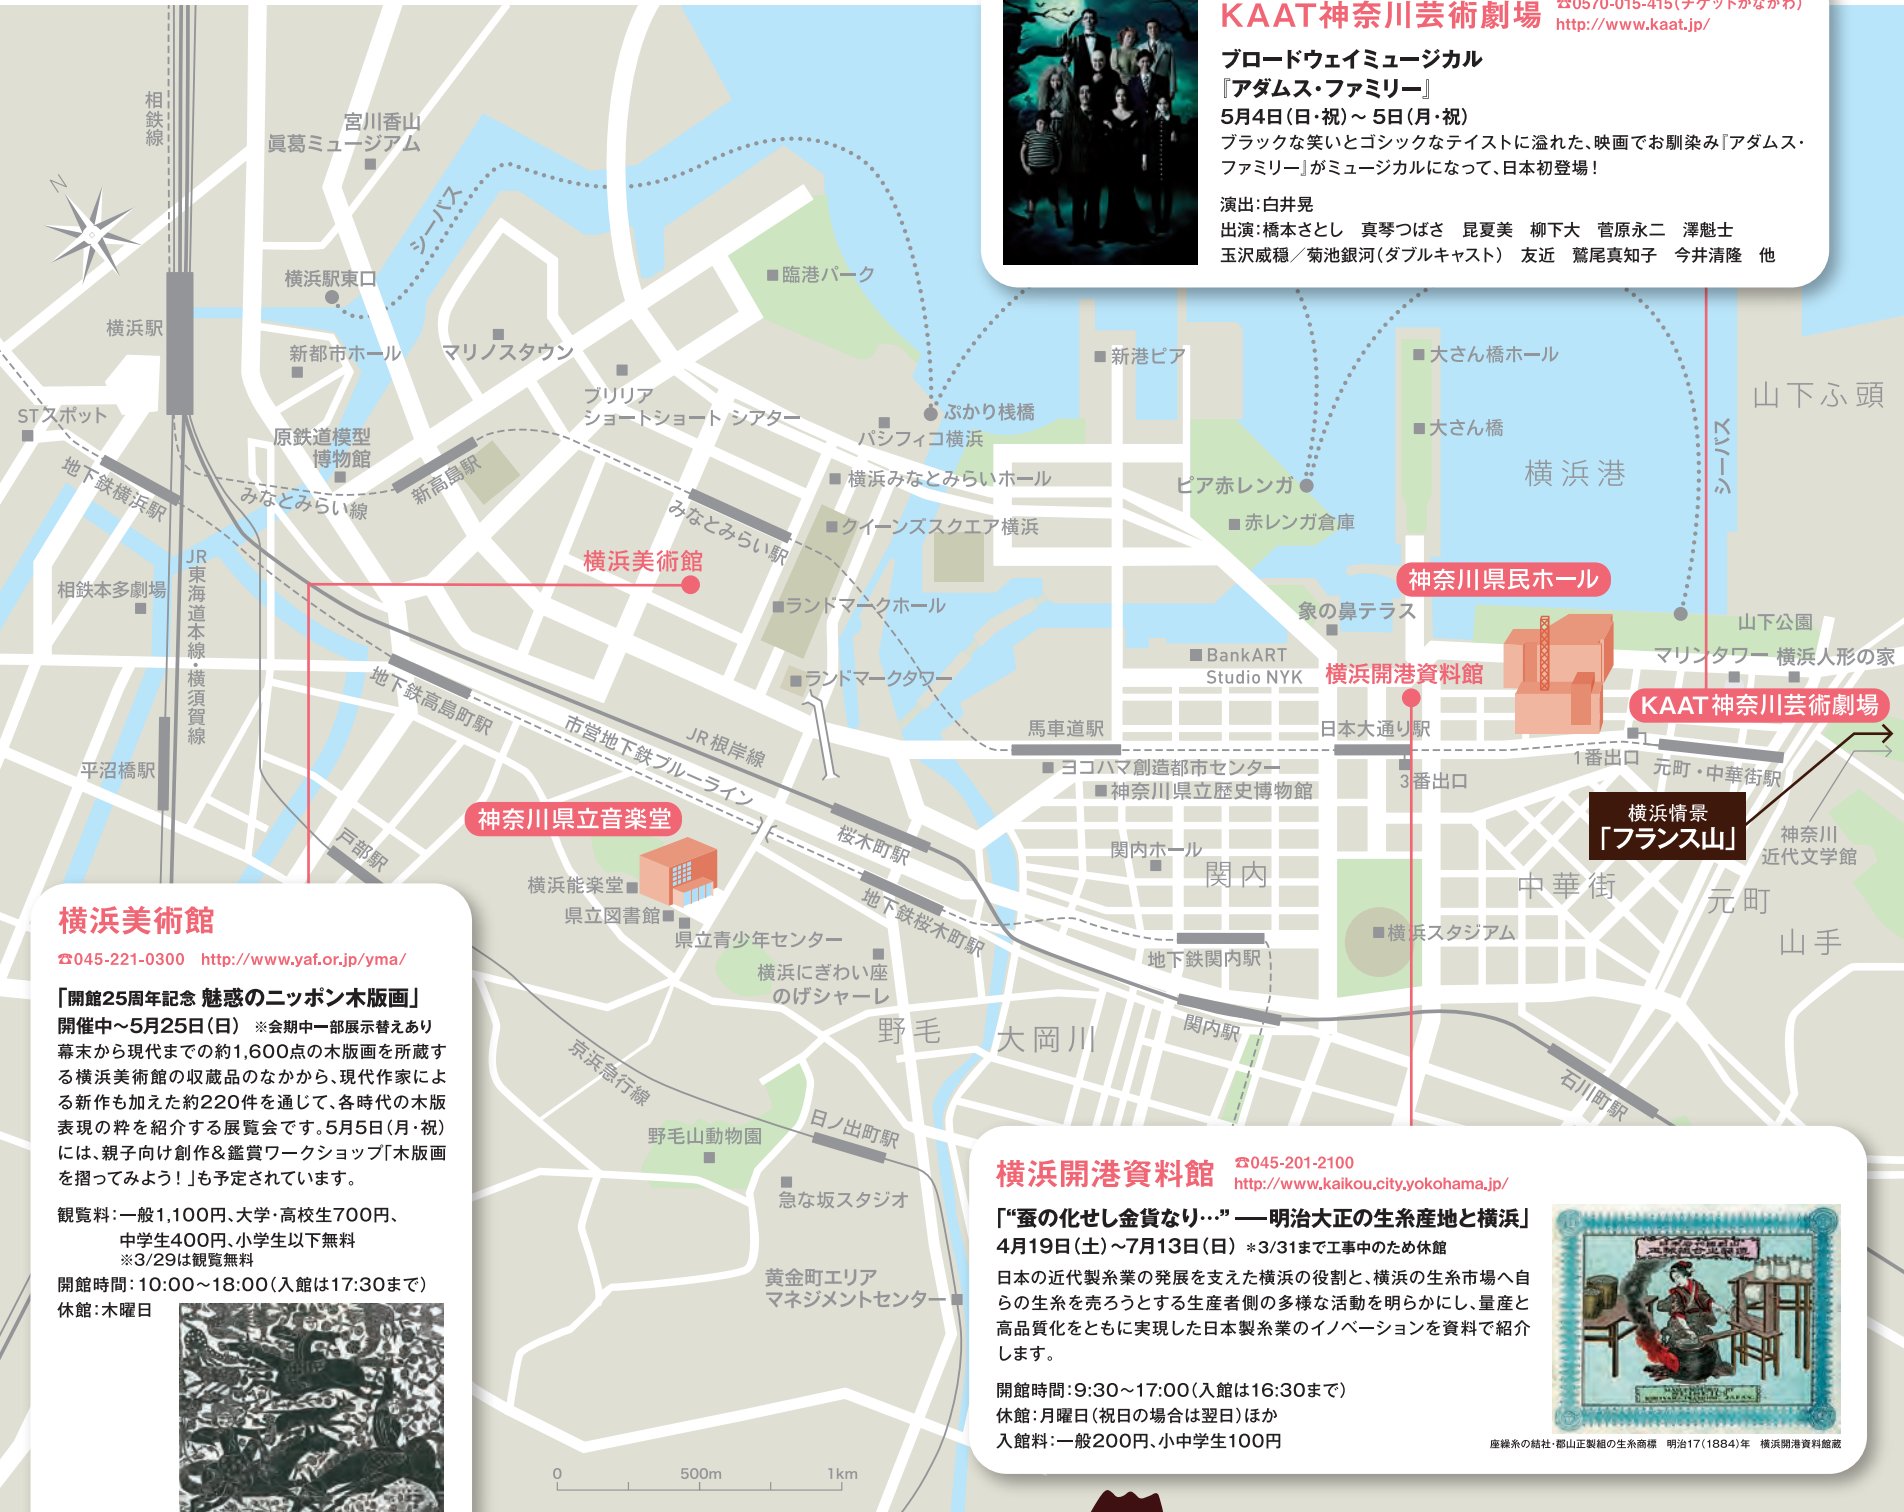 KAAT神奈川芸術劇場
☎0570-015-415(チケットかながわ)
http://www.kaat.jp/
ブロードウェイミュージカル
『アダムス・ファミリー』
5月4日(日・祝)〜 5日(月・祝)
ブラックな笑いとゴシックなテイストに溢れた、映画でお馴染み『アダムス・
ファミリー』がミュージカルになって、日本初登場!
演出:白井晃
出演:橋本さとし　真琴つばさ　昆夏美　柳下大　菅原永二　澤魁士
玉沢威穏/菊池銀河(ダブルキャスト)　友近　鷲尾真知子　今井清隆　他
相鉄線
宮川香山
眞葛ミュージアム
N
シーバス
横浜駅東口
横浜駅
新都市ホール
マリノスタウン
臨港パーク
新港ピア
大さん橋ホール
山下ふ頭
STスポット
原鉄道模型
博物館
ブリリア
ショートショート シアター
ぷかり桟橋
パシフィコ横浜
大さん橋
シーバス
地下鉄横浜駅
みなとみらい線
新高島駅
横浜みなとみらいホール
ピア赤レンガ
横浜港
みなとみらい駅
クイーンズスクエア横浜
赤レンガ倉庫
JR東海道本線・横須賀線
横浜美術館
神奈川県民ホール
相鉄本多劇場
ランドマークホール
象の鼻テラス
山下公園
BankART
Studio NYK
横浜開港資料館
マリンタワー
横浜人形の家
地下鉄高島町駅
ランドマークタワー
KAAT神奈川芸術劇場
市営地下鉄ブルーライン
JR根岸線
馬車道駅
日本大通り駅
平沼橋駅
ヨコハマ創造都市センター
神奈川県立歴史博物館
3番出口
1番出口
元町・中華街駅
神奈川県立音楽堂
横浜情景
「フランス山」
神奈川
近代文学館
戸部駅
桜木町駅
関内ホール
関内
中華街
元町
横浜能楽堂
県立図書館
県立青少年センター
地下鉄桜木町駅
横浜スタジアム
山手
横浜にぎわい座
のげシャーレ
地下鉄関内駅
野毛
大岡川
関内駅
京浜急行線
石川町駅
野毛山動物園
日ノ出町駅
急な坂スタジオ
黄金町エリア
マネジメントセンター
0
500m
1km
横浜美術館
☎045-221-0300　http://www.yaf.or.jp/yma/
「開館25周年記念 魅惑のニッポン木版画」
開催中〜5月25日(日)　※会期中一部展示替えあり
幕末から現代までの約1,600点の木版画を所蔵す
る横浜美術館の収蔵品のなかから、現代作家によ
る新作も加えた約220件を通じて、各時代の木版
表現の粋を紹介する展覧会です。5月5日(月・祝)
には、親子向け創作&鑑賞ワークショップ「木版画
を摺ってみよう!」も予定されています。
観覧料:一般1,100円、大学・高校生700円、
中学生400円、小学生以下無料
※3/29は観覧無料
開館時間:10:00〜18:00(入館は17:30まで)
休館:木曜日
横浜開港資料館
☎045-201-2100
http://www.kaikou.city.yokohama.jp/
「“蚕の化せし金貨なり…” ──明治大正の生糸産地と横浜」
4月19日(土)〜7月13日(日) ＊3/31まで工事中のため休館
日本の近代製糸業の発展を支えた横浜の役割と、横浜の生糸市場へ自
らの生糸を売ろうとする生産者側の多様な活動を明らかにし、量産と
高品質化をともに実現した日本製糸業のイノベーションを資料で紹介
します。
開館時間:9:30〜17:00(入館は16:30まで)
休館:月曜日(祝日の場合は翌日)ほか
入館料:一般200円、小中学生100円
座繰糸の結社・郡山正製組の生糸商標　明治17(1884)年　横浜開港資料館蔵